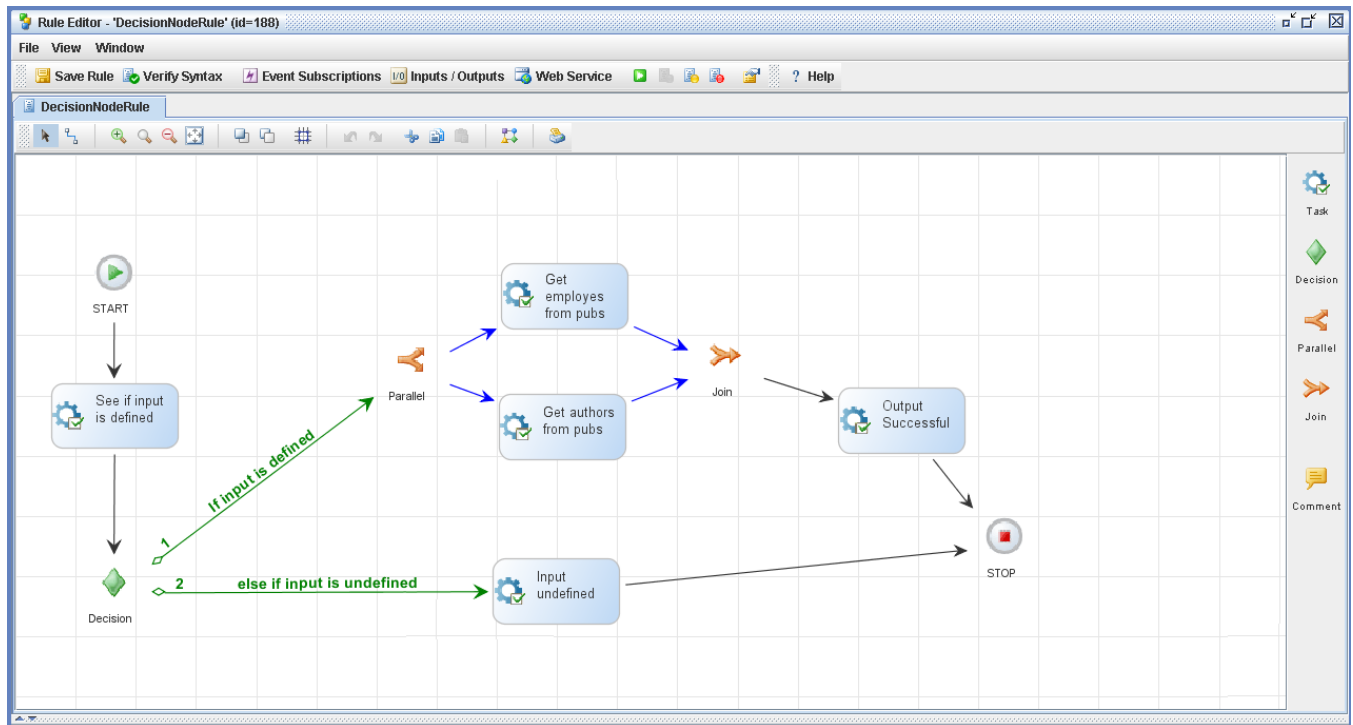 Rule Editor - 'DecisionNodeRule' (id=188)
File View Window
Save Rule Verify Syntax Event Subscriptions I/O Inputs / Outputs Web Service ? Help
DecisionNodeRule
START
See if input
is defined
Decision
1
If input is defined
2
else if input is undefined
Parallel
Get
employes
from pubs
Get authors
from pubs
Join
Output
Successful
Input
undefined
STOP
Task
Decision
Parallel
Join
Comment